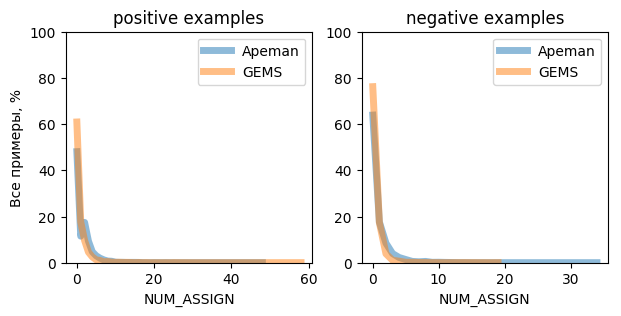 positive examples
negative examples
Все примеры, %
100
80
60
40
20
0
Apeman
GEMS
0
20
40
60
NUM_ASSIGN
100
80
60
40
20
0
Apeman
GEMS
0
10
20
30
NUM_ASSIGN